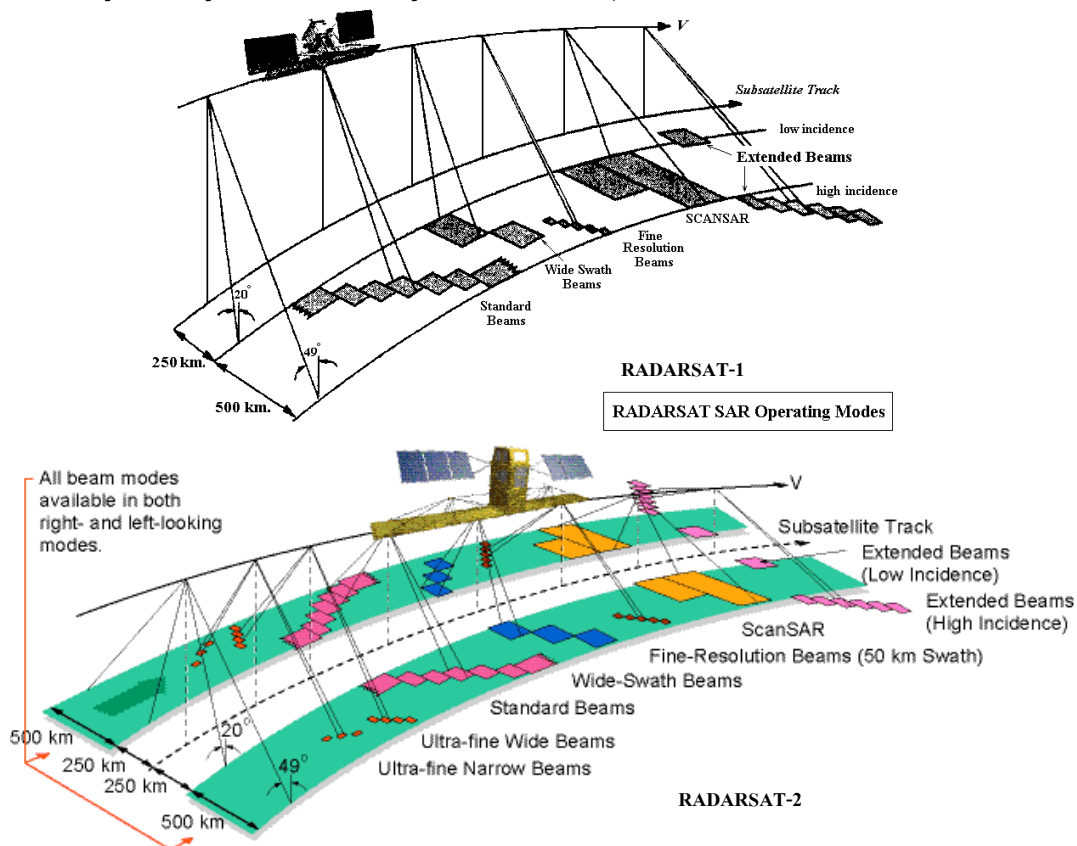 V
Subsatellite Track
low incidence
Extended Beams
high incidence
SCANSAR
Fine
Resolution
Beams
Wide Swath
Beams
Standard
Beams
20°
49°
250 km.
500 km.
RADARSAT-1
RADARSAT SAR Operating Modes
All beam modes
available in both
right- and left-looking
modes.
V
Subsatellite Track
Extended Beams
(Low Incidence)
Extended Beams
(High Incidence)
ScanSAR
Fine-Resolution Beams (50 km Swath)
Wide-Swath Beams
Standard Beams
Ultra-fine Wide Beams
Ultra-fine Narrow Beams
20°
49°
500 km
250 km
250 km
500 km
RADARSAT-2